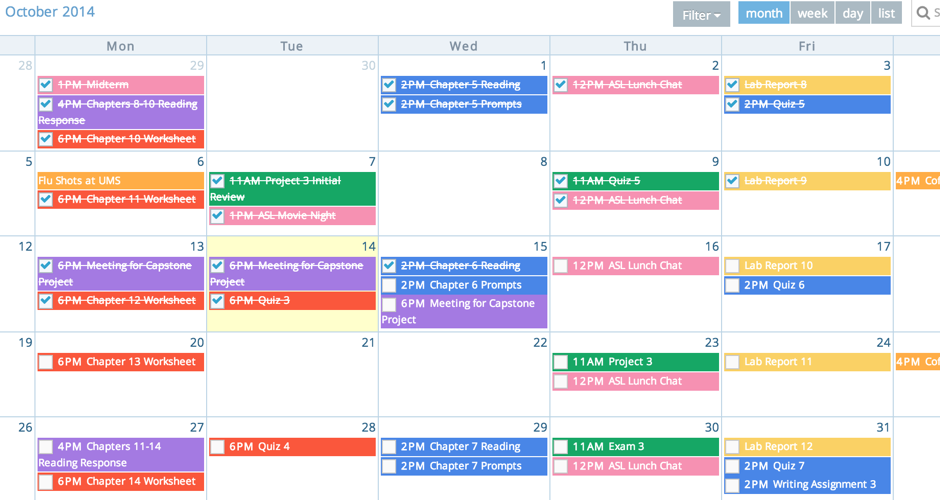 October 2014
Filter
month
week
day
list
Mon
Tue
Wed
Thu
Fri
28
29
30
1
2
3
1PM Midterm
4PM Chapters 8-10 Reading
Response
6PM Chapter 10 Worksheet
2PM Chapter 5 Reading
2PM Chapter 5 Prompts
12PM ASL Lunch Chat
Lab Report 8
2PM Quiz 5
5
6
7
8
9
10
Flu Shots at UMS
6PM Chapter 11 Worksheet
11AM Project 3 Initial
Review
1PM ASL Movie Night
11AM Quiz 5
12PM ASL Lunch Chat
Lab Report 9
4PM
12
13
14
15
16
17
6PM Meeting for Capstone
Project
6PM Chapter 12 Worksheet
6PM Meeting for Capstone
Project
6PM Quiz 3
2PM Chapter 6 Reading
2PM Chapter 6 Prompts
6PM Meeting for Capstone
Project
12PM ASL Lunch Chat
Lab Report 10
2PM Quiz 6
19
20
21
22
23
24
6PM Chapter 13 Worksheet
11AM Project 3
12PM ASL Lunch Chat
Lab Report 11
4PM
26
27
28
29
30
31
4PM Chapters 11-14
Reading Response
6PM Chapter 14 Worksheet
6PM Quiz 4
2PM Chapter 7 Reading
2PM Chapter 7 Prompts
11AM Exam 3
12PM ASL Lunch Chat
Lab Report 12
2PM Quiz 7
2PM Writing Assignment 3